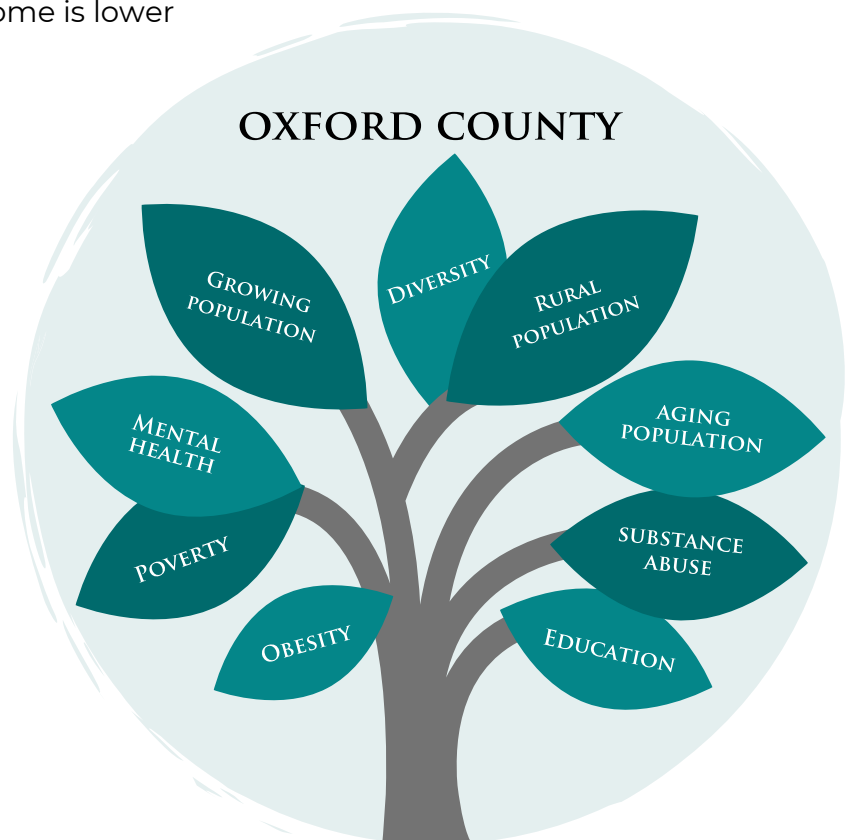 ome is lower
OXFORD COUNTY
Growing
population
Diversity
Rural
population
Mental
health
Aging
population
Poverty
Substance
abuse
Obesity
Education